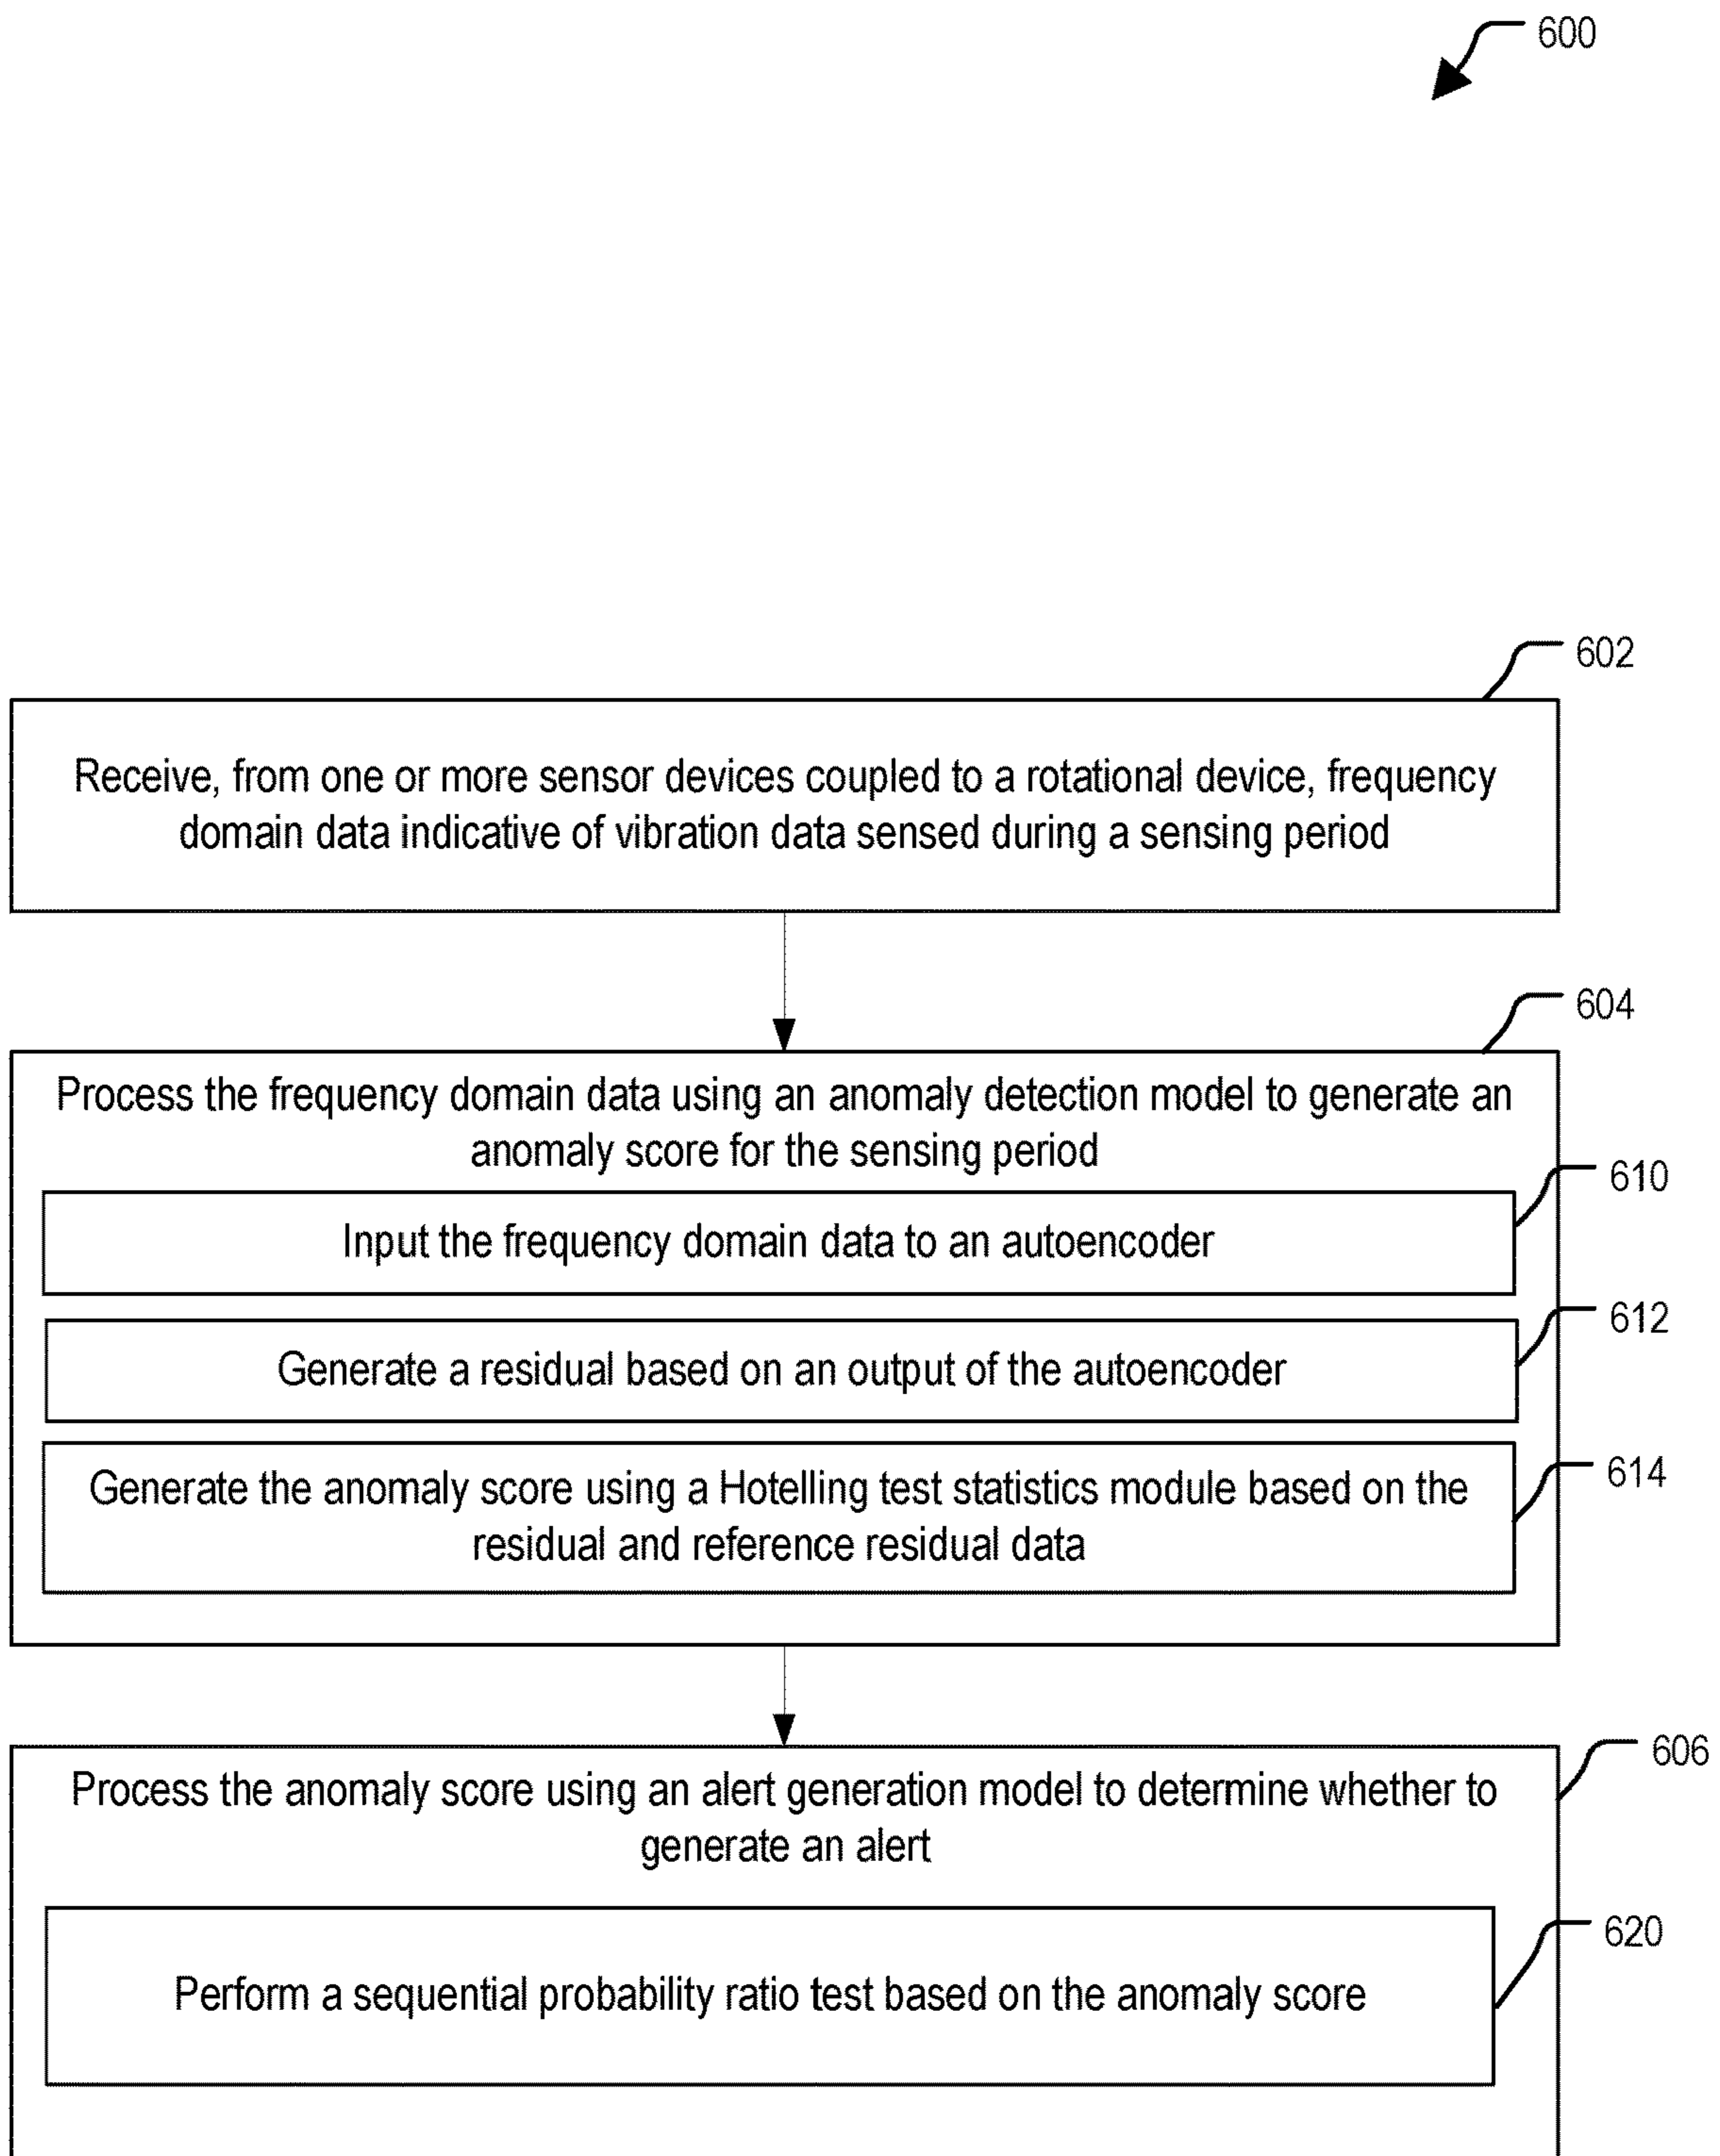 600
602
Receive, from one or more sensor devices coupled to a rotational device, frequency
domain data indicative of vibration data sensed during a sensing period
604
Process the frequency domain data using an anomaly detection model to generate an
anomaly score for the sensing period
610
Input the frequency domain data to an autoencoder
612
Generate a residual based on an output of the autoencoder
614
Generate the anomaly score using a Hotelling test statistics module based on the
residual and reference residual data
606
Process the anomaly score using an alert generation model to determine whether to
generate an alert
620
Perform a sequential probability ratio test based on the anomaly score